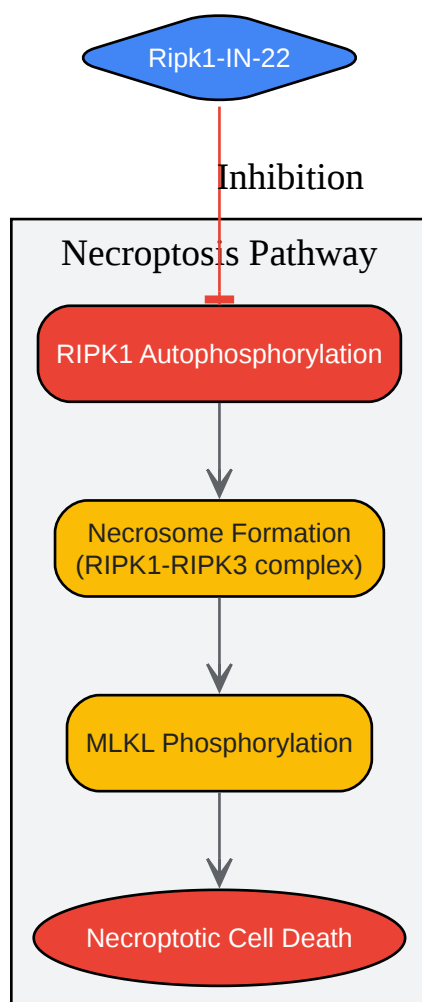 Ripk1-IN-22
Inhibition
Necroptosis Pathway
RIPK1 Autophosphorylation
Necrosome Formation
(RIPK1-RIPK3 complex)
MLKL Phosphorylation
Necroptotic Cell Death